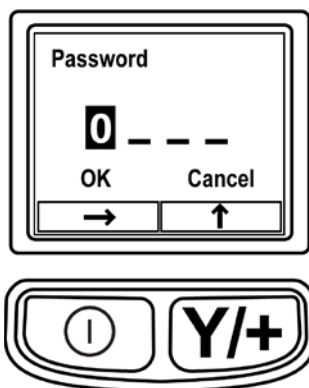 Password
0 _ _ _
OK Cancel
→ ↑
Y/+